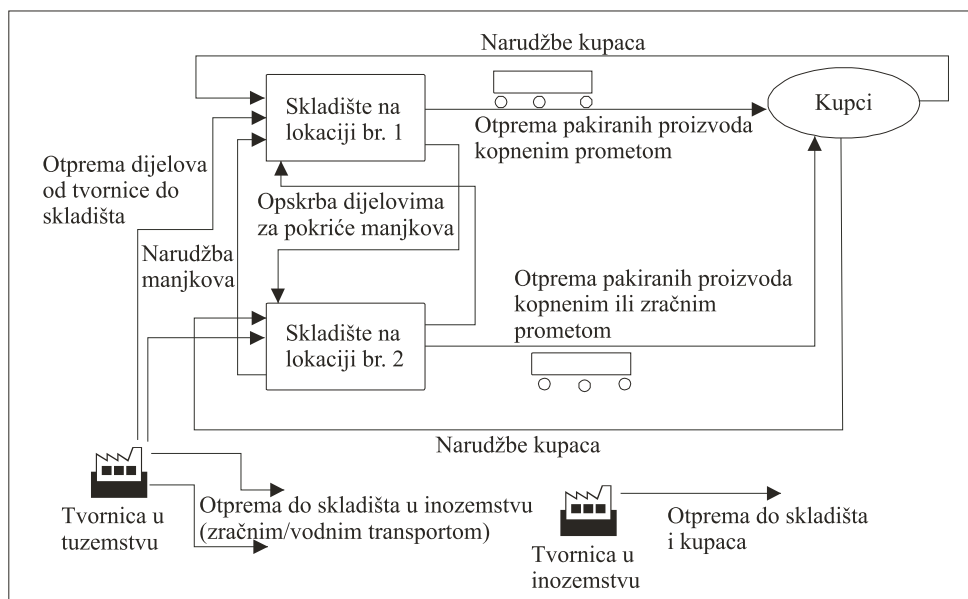 Narudžbe kupaca
Skladište na
lokaciji br. 1
Kupci
Otprema pakiranih proizvoda
kopnenim prometom
Otprema dijelova
od tvornice do
skladišta
Opskrba dijelovima
za pokriće manjkova
Narudžba
manjkova
Otprema pakiranih proizvoda
kopnenim ili zračnim
prometom
Skladište na
lokaciji br. 2
Narudžbe kupaca
Tvornica u
tuzemstvu
Otprema do skladišta u inozemstvu
(zračnim/vodnim transportom)
Tvornica u
inozemstvu
Otprema do skladišta
i kupaca